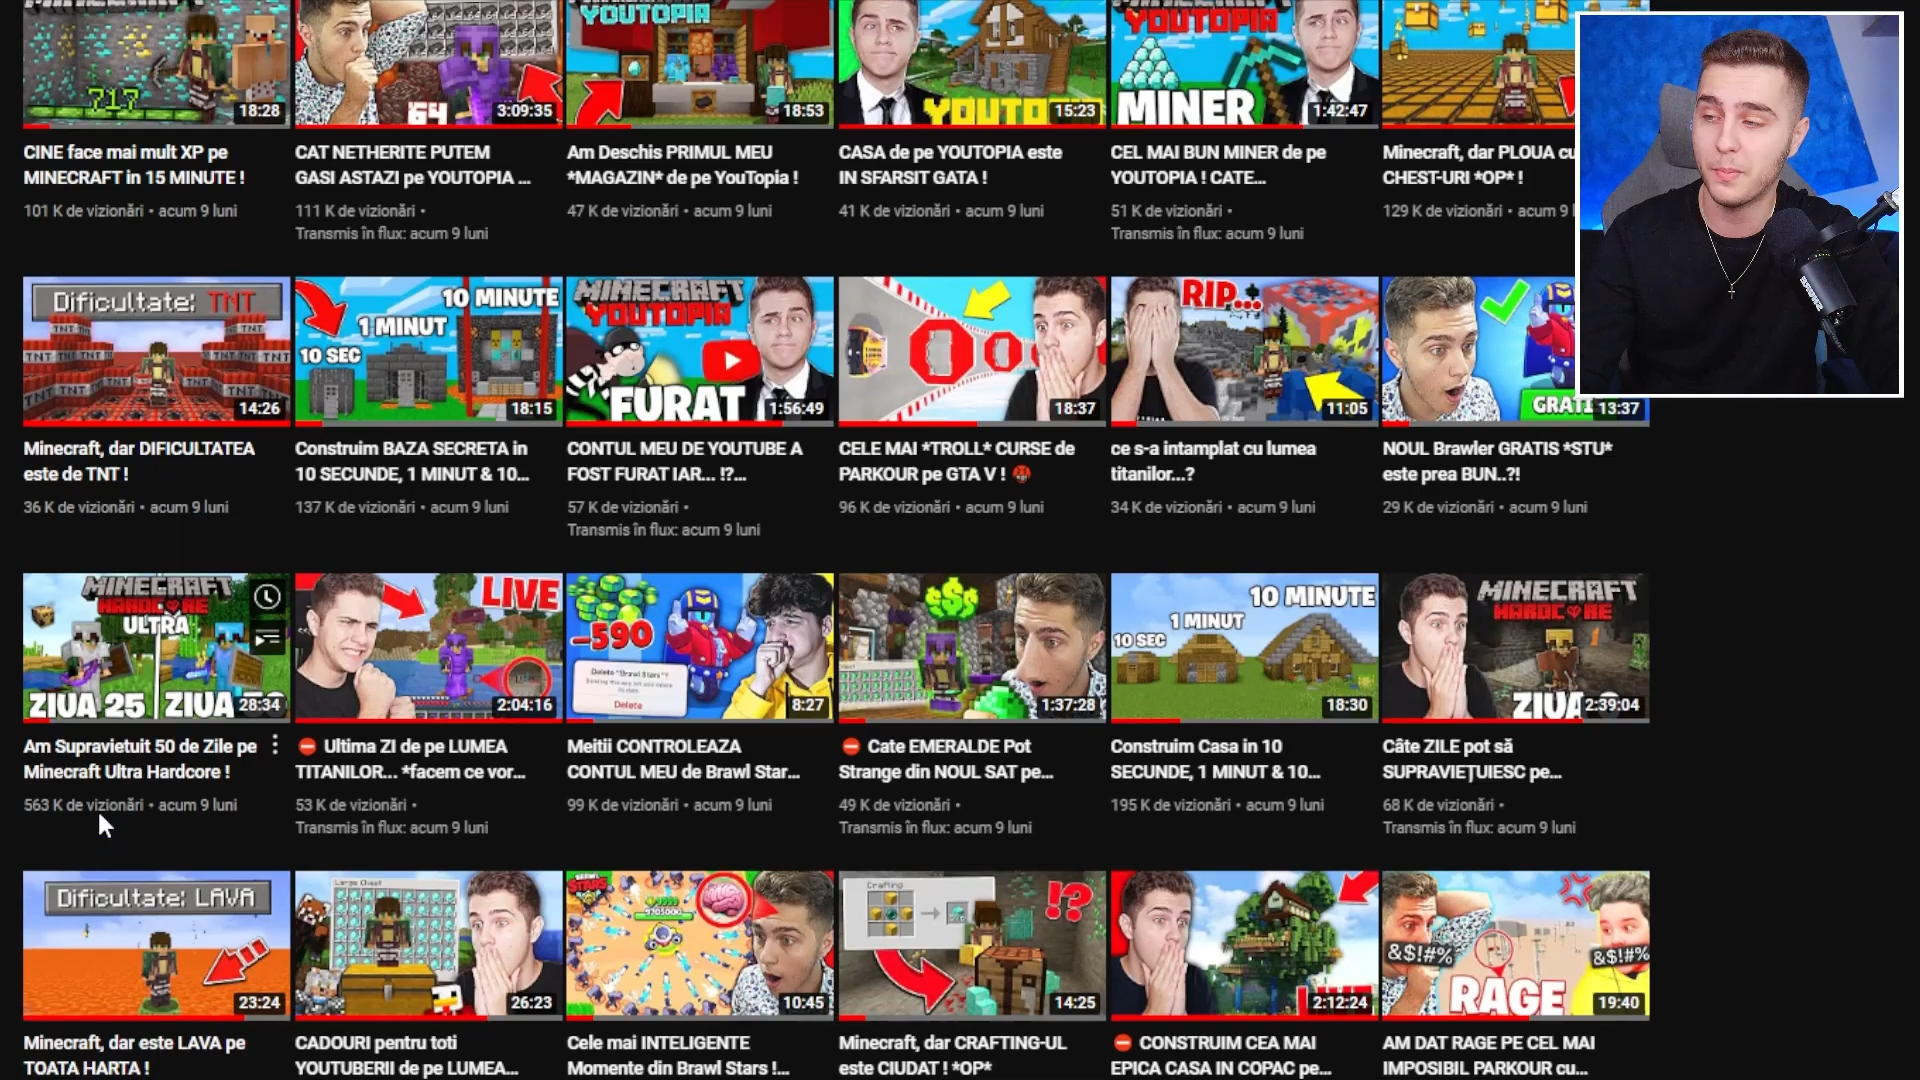 YOUTOPIA
YOUTOPIA
717
18:28
64
3:09:35
18:53
YOUTO
15:23
MINER
1:42:47
CINE face mai mult XP pe
MINECRAFT in 15 MINUTE !
101 K de vizionări • acum 9 luni
CAT NETHERITE PUTEM
GASI ASTAZI pe YOUTOPIA ...
111 K de vizionări •
Transmis în flux: acum 9 luni
Am Deschis PRIMUL MEU
*MAGAZIN* de pe YouTopia !
47 K de vizionări • acum 9 luni
CASA de pe YOUTOPIA este
IN SFARSIT GATA !
41 K de vizionări • acum 9 luni
CEL MAI BUN MINER de pe
YOUTOPIA ! CATE...
51 K de vizionări •
Transmis în flux: acum 9 luni
Minecraft, dar PLOUA cu
CHEST-URI *OP* !
129 K de vizionări • acum 9 l
Dificultate: TNT
TNT
14:26
10 SEC
1 MINUT
10 MINUTE
18:15
MINECRAFT
YOUTOPIA
FURAT
1:56:49
18:37
RIP...
11:05
GRATI
13:37
Minecraft, dar DIFICULTATEA
este de TNT !
36 K de vizionări • acum 9 luni
Construim BAZA SECRETA in
10 SECUNDE, 1 MINUT & 10...
137 K de vizionări • acum 9 luni
CONTUL MEU DE YOUTUBE A
FOST FURAT IAR... !?...
57 K de vizionări •
Transmis în flux: acum 9 luni
CELE MAI *TROLL* CURSE de
PARKOUR pe GTA V !
96 K de vizionări • acum 9 luni
ce s-a intamplat cu lumea
titanilor...?
34 K de vizionări • acum 9 luni
NOUL Brawler GRATIS *STU*
este prea BUN..?!
29 K de vizionări • acum 9 luni
MINECRAFT
HARDCORE
ULTRA
ZIUA 25
ZIUA 50
28:34
LIVE
2:04:16
-590
Delete "Brawl Stars"?
Delete
8:27
1:37:28
10 SEC
1 MINUT
10 MINUTE
18:30
MINECRAFT
HARDCORE
ZIUA
2:39:04
Am Supravietuit 50 de Zile pe
Minecraft Ultra Hardcore !
563 K de vizionări • acum 9 luni
Ultima ZI de pe LUMEA
TITANILOR... *facem ce vor...
53 K de vizionări •
Transmis în flux: acum 9 luni
Meitii CONTROLEAZA
CONTUL MEU de Brawl Star...
99 K de vizionări • acum 9 luni
Cate EMERALDE Pot
Strange din NOUL SAT pe...
49 K de vizionări •
Transmis în flux: acum 9 luni
Construim Casa in 10
SECUNDE, 1 MINUT & 10...
195 K de vizionări • acum 9 luni
Câte ZILE pot să
SUPRAVIEȚUIESC pe...
68 K de vizionări •
Transmis în flux: acum 9 luni
Dificultate: LAVA
23:24
Large Chest
26:23
BRAWL
STARS
10:45
Crafting
!?
14:25
2:12:24
&$!#%
&$!#%
RAGE
19:40
Minecraft, dar este LAVA pe
TOATA HARTA !
CADOURI pentru toti
YOUTUBERII de pe LUMEA...
Cele mai INTELIGENTE
Momente din Brawl Stars !...
Minecraft, dar CRAFTING-UL
este CIUDAT ! *OP*
CONSTRUIM CEA MAI
EPICA CASA IN COPAC pe...
AM DAT RAGE PE CEL MAI
IMPOSIBIL PARKOUR cu...